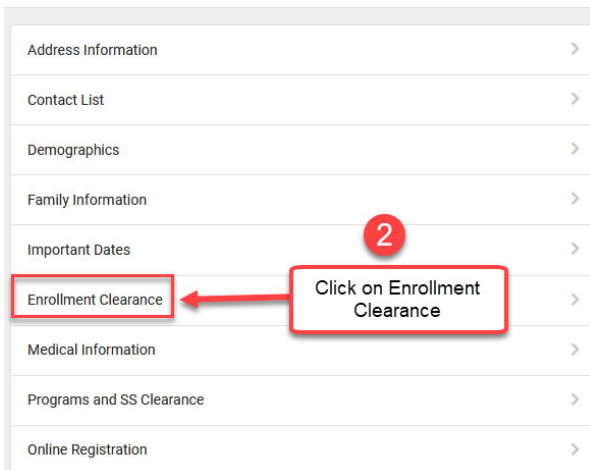 Address Information
Contact List
Demographics
Family Information
Important Dates
2
Enrollment Clearance
Click on Enrollment
Clearance
Medical Information
Programs and SS Clearance
Online Registration